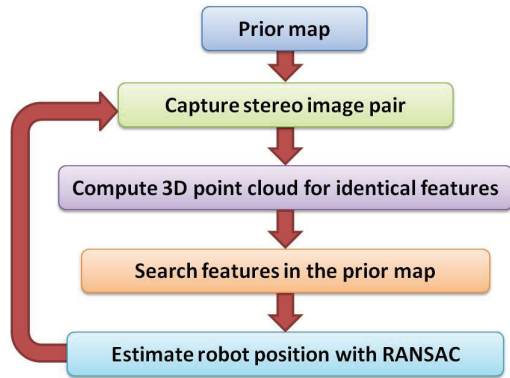 Prior map
Capture stereo image pair
Compute 3D point cloud for identical features
Search features in the prior map
Estimate robot position with RANSAC